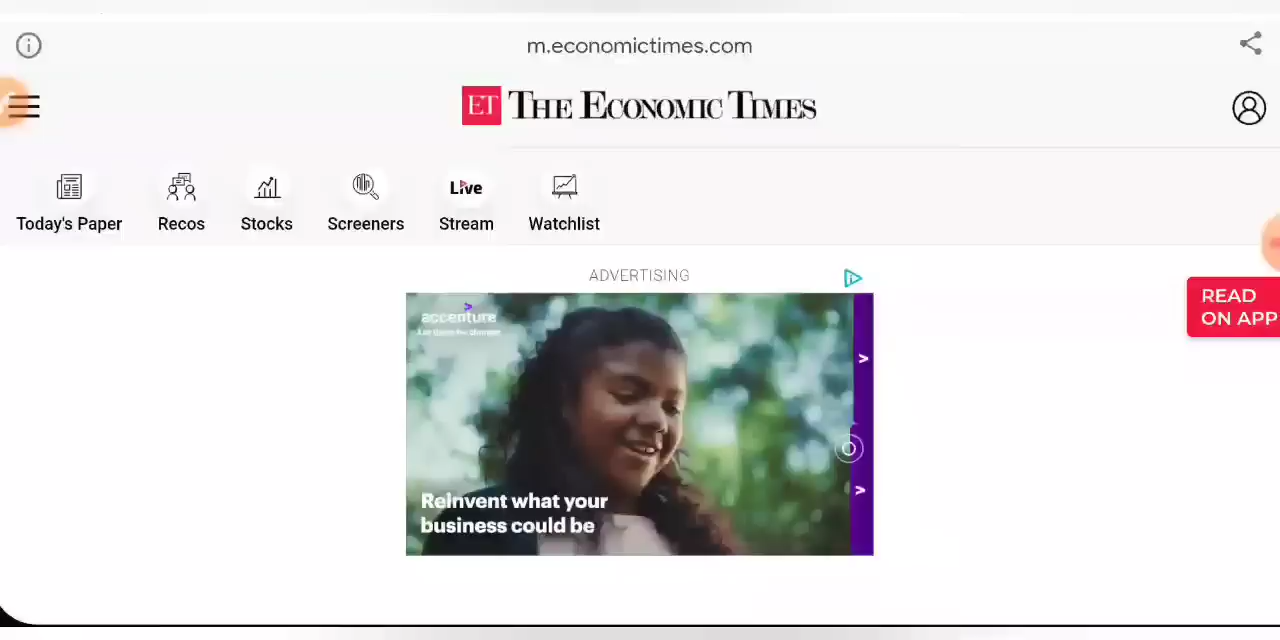 m.economictimes.com
ET THE ECONOMIC TIMES
Today's Paper
Recos
Stocks
Screeners
Live
Stream
Watchlist
ADVERTISING
READ
ON APP
accenture
Reinvent what your
business could be